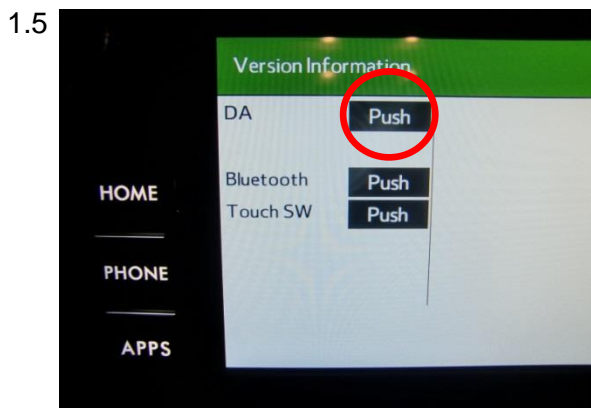 1.5
Version Information
DA Push
Bluetooth Push
HOME
Touch SW Push
PHONE
APPS